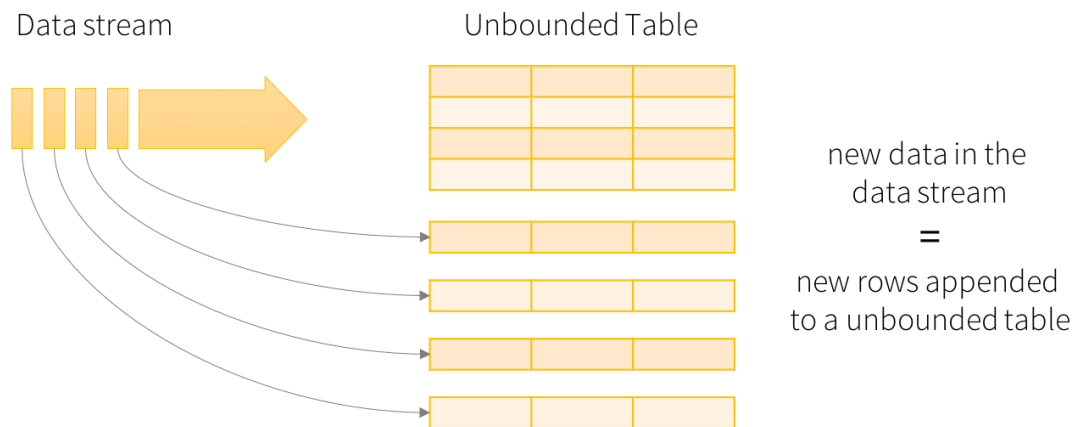 Data stream
Unbounded Table
new data in the
data stream
=
new rows appended
to a unbounded table